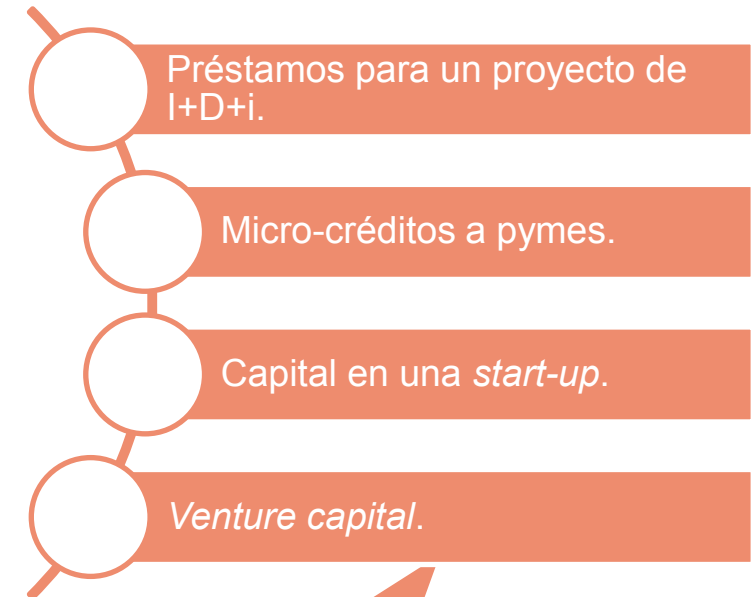 Préstamos para un proyecto de
I+D+i.
Micro-créditos a pymes.
Capital en una start-up.
Venture capital.